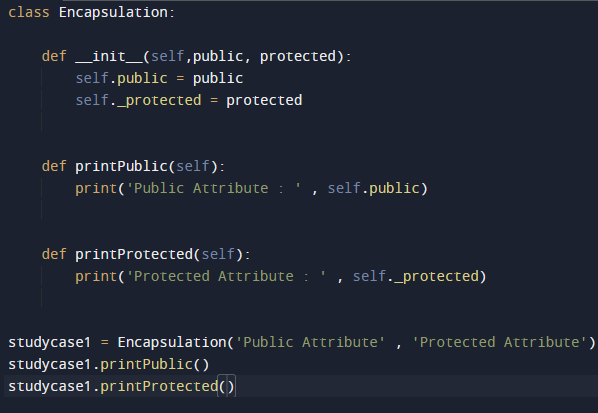 class Encapsulation:
    def __init__(self,public, protected):
        self.public = public
        self._protected = protected
    def printPublic(self):
        print('Public Attribute : ' , self.public)
    def printProtected(self):
        print('Protected Attribute : ' , self._protected)
studycase1 = Encapsulation('Public Attribute' , 'Protected Attribute')
studycase1.printPublic()
studycase1.printProtected()